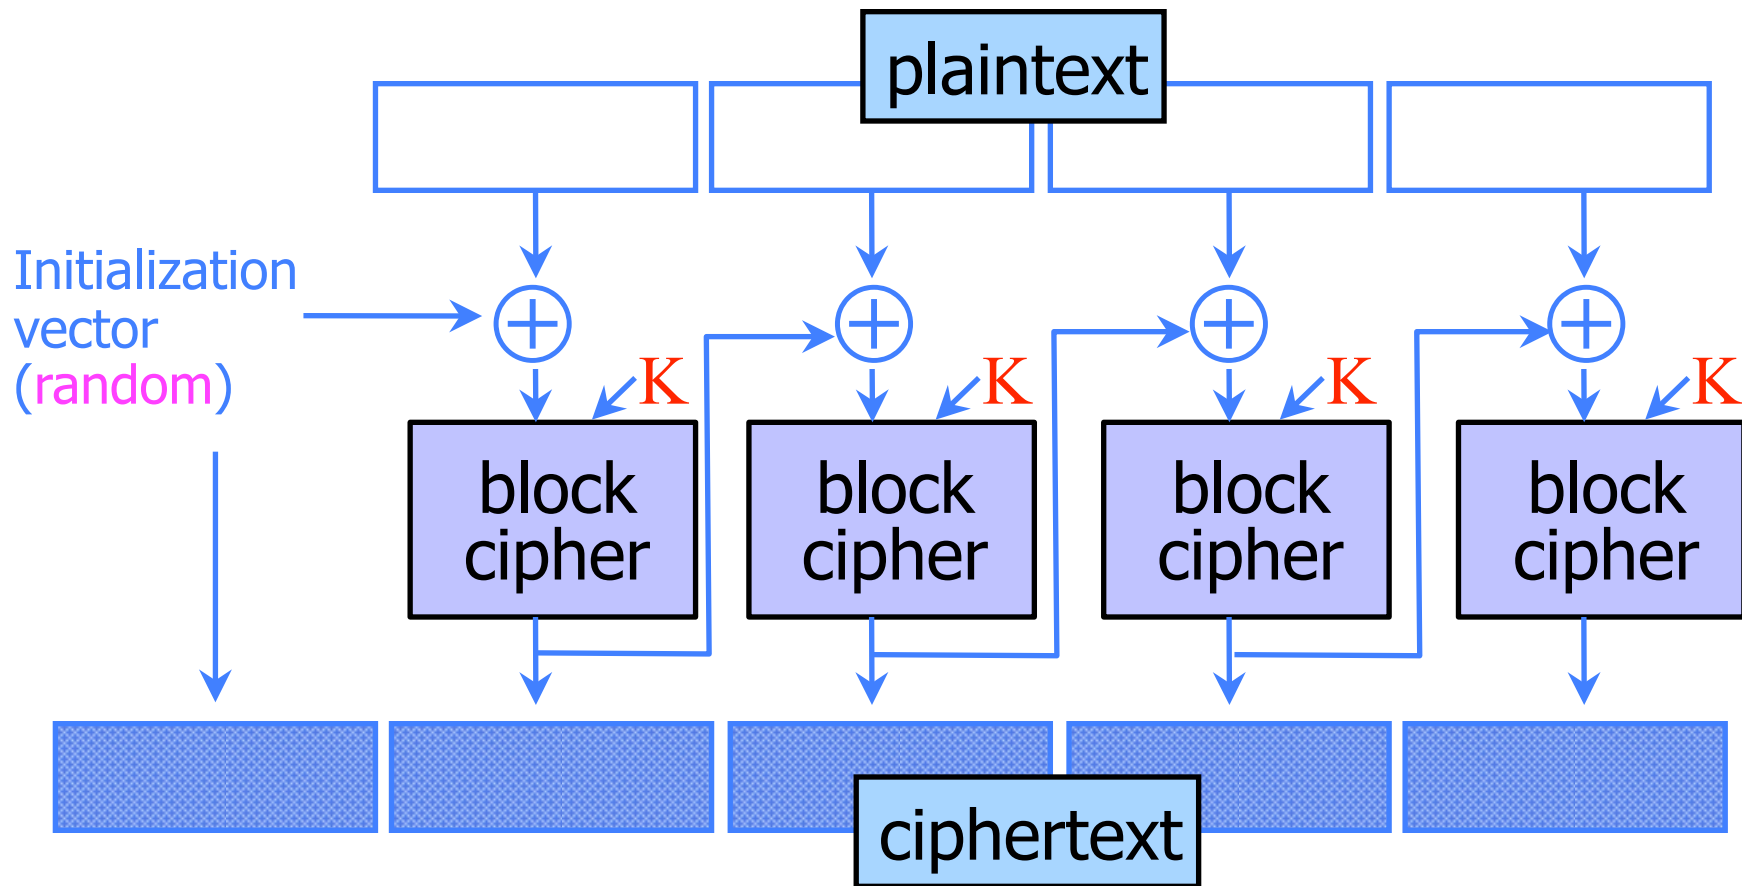 plaintext
Initialization
vector
(random)
K
K
K
K
block
cipher
block
cipher
block
cipher
block
cipher
ciphertext